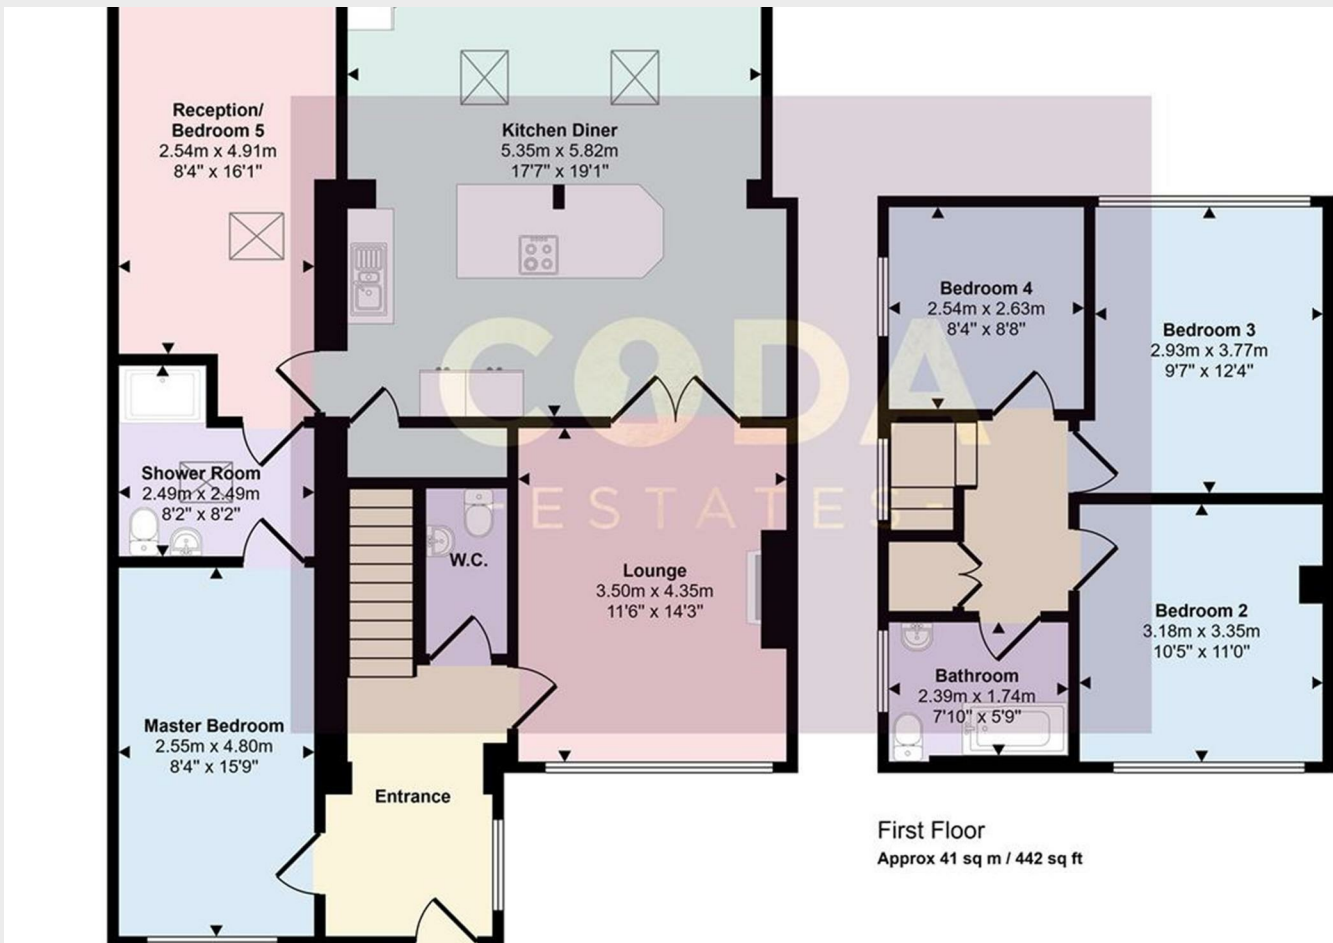 Reception/
Bedroom 5
2.54m x 4.91m
8'4" x 16'1"
Kitchen Diner
5.35m x 5.82m
17'7" x 19'1"
Bedroom 4
2.54m x 2.63m
8'4" x 8'8"
Bedroom 3
2.93m x 3.77m
9'7" x 12'4"
CODA
-ESTATES-
Shower Room
2.49m x 2.49m
8'2" x 8'2"
W.C.
Lounge
3.50m x 4.35m
11'6" x 14'3"
Bedroom 2
3.18m x 3.35m
10'5" x 11'0"
Bathroom
2.39m x 1.74m
7'10" x 5'9"
Master Bedroom
2.55m x 4.80m
8'4" x 15'9"
Entrance
First Floor
Approx 41 sq m / 442 sq ft